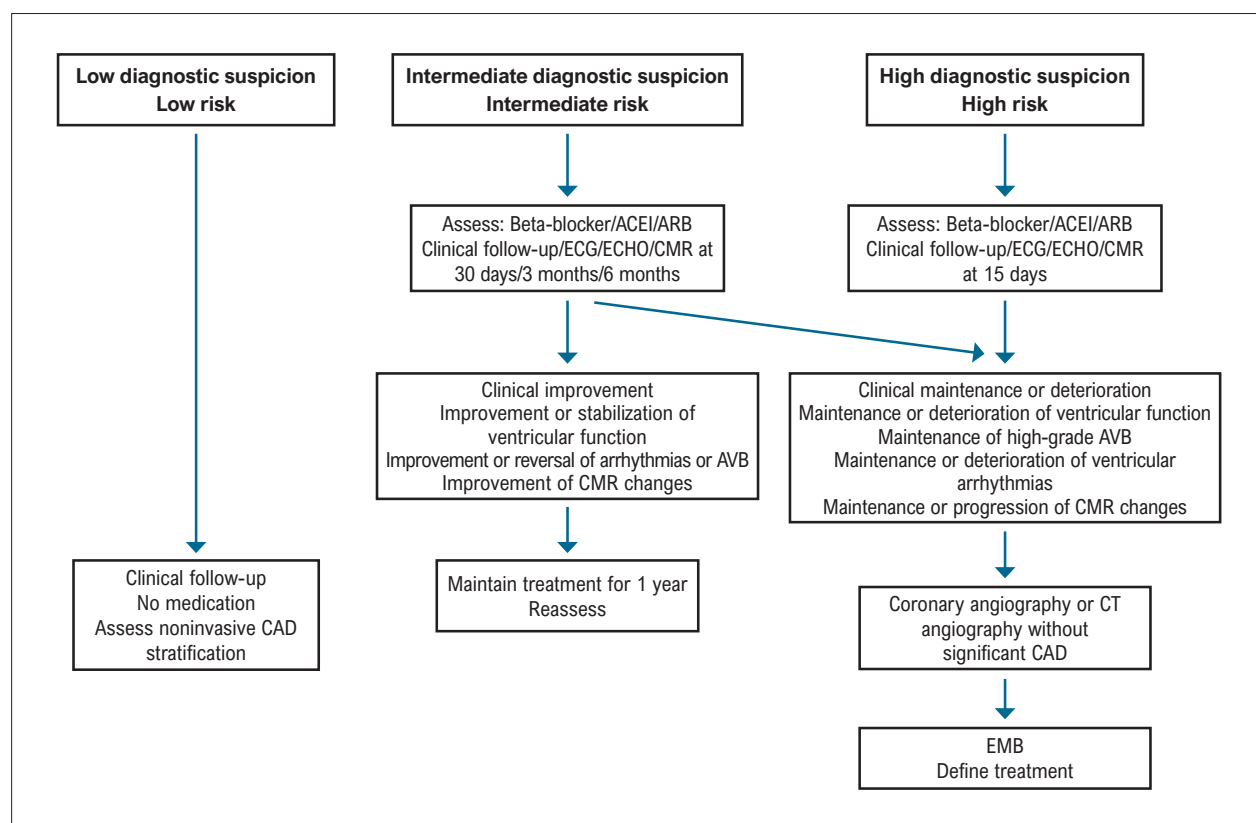 Low diagnostic suspicion
Low risk
Intermediate diagnostic suspicion
Intermediate risk
High diagnostic suspicion
High risk
Assess: Beta-blocker/ACEI/ARB
Clinical follow-up/ECG/ECHO/CMR at
30 days/3 months/6 months
Assess: Beta-blocker/ACEI/ARB
Clinical follow-up/ECG/ECHO/CMR
at 15 days
Clinical improvement
Improvement or stabilization of
ventricular function
Improvement or reversal of arrhythmias or AVB
Improvement of CMR changes
Clinical maintenance or deterioration
Maintenance or deterioration of ventricular function
Maintenance of high-grade AVB
Maintenance or deterioration of ventricular
arrhythmias
Maintenance or progression of CMR changes
Clinical follow-up
No medication
Assess noninvasive CAD
stratification
Maintain treatment for 1 year
Reassess
Coronary angiography or CT
angiography without
significant CAD
EMB
Define treatment